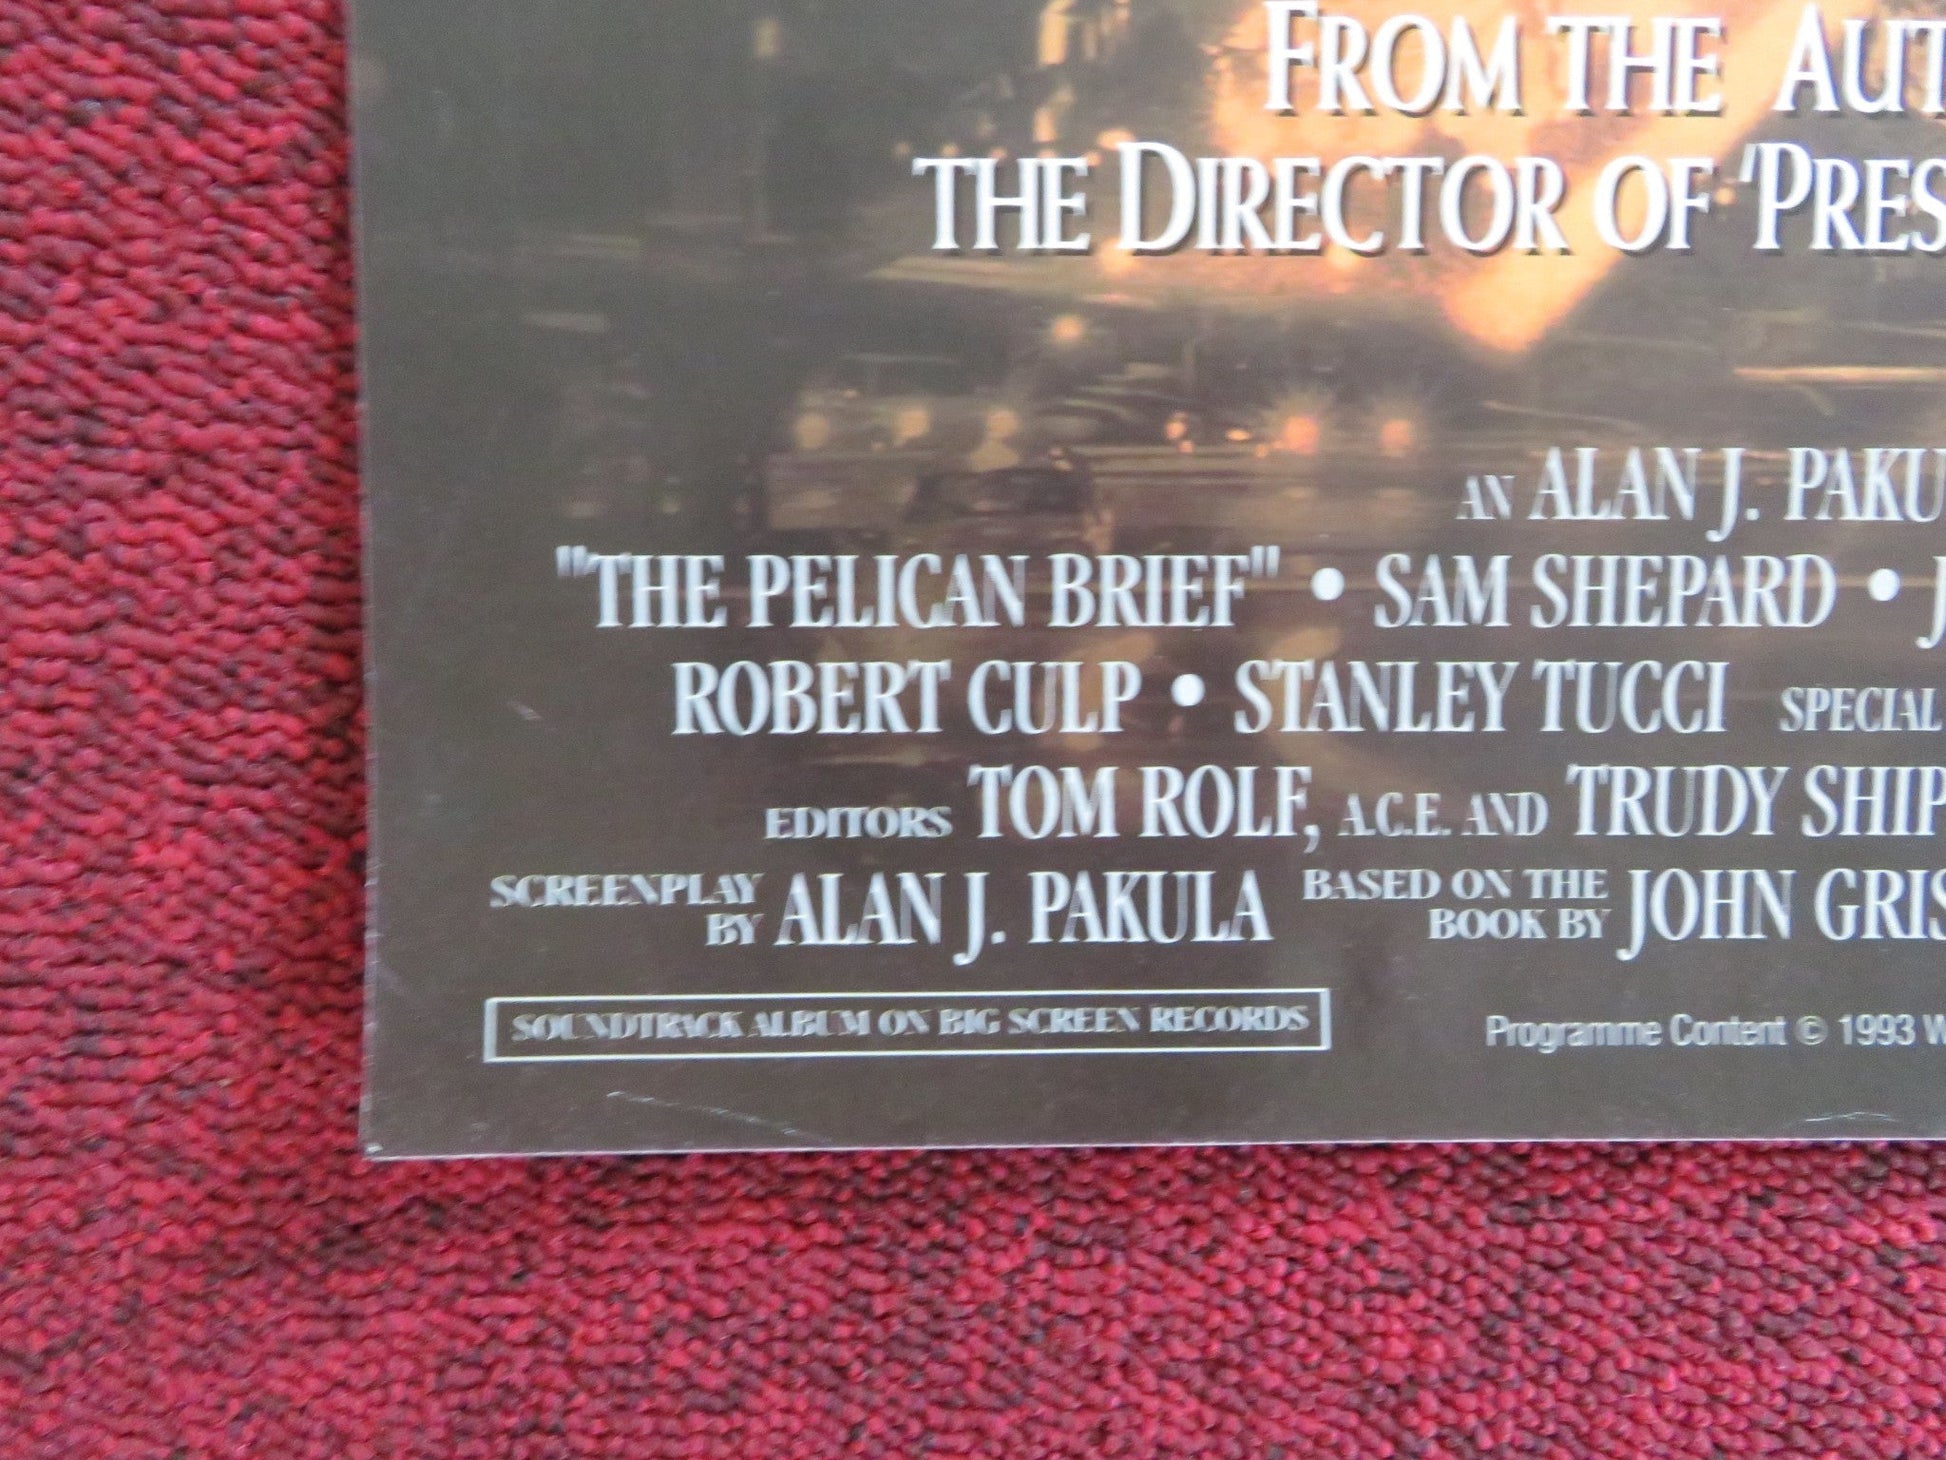 FROM THE AUT
THE DIRECTOR OF 'PRES
AN ALAN J. PAKU
"THE PELICAN BRIEF" • SAM SHEPARD • J
ROBERT CULP • STANLEY TUCCI SPECIAL
EDITORS TOM ROLF, A.C.E. AND TRUDY SHIP
SCREENPLAY BY ALAN J. PAKULA BASED ON THE BOOK BY JOHN GRIS
SOUNDTRACK ALBUM ON BIG SCREEN RECORDS
Programme Content © 1993 W